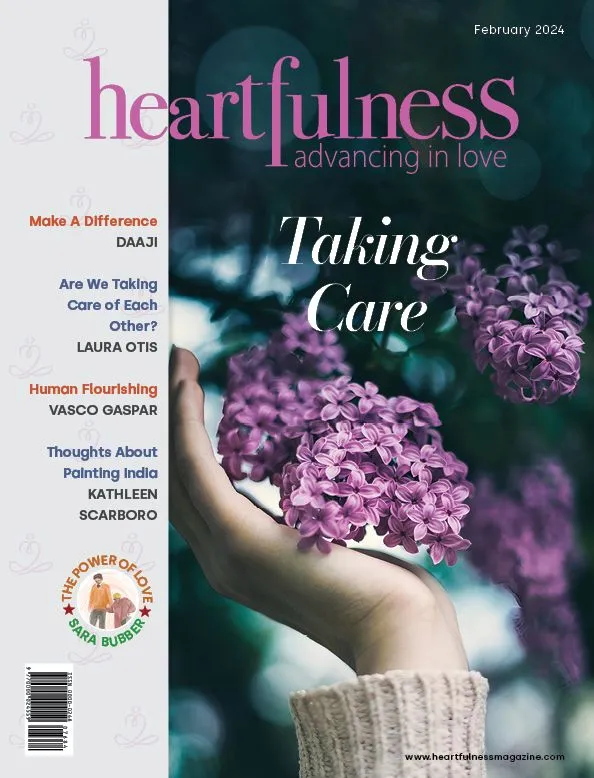 February 2024
heartfulness
advancing in love
Taking
Care
Make A Difference
DAAJI
Are We Taking
Care of Each
Other?
LAURA OTIS
Human Flourishing
VASCO GASPAR
Thoughts About
Painting India
KATHLEEN
SCARBORO
THE POWER OF LOVE
SARA BUBBER
www.heartfulnessmagazine.com